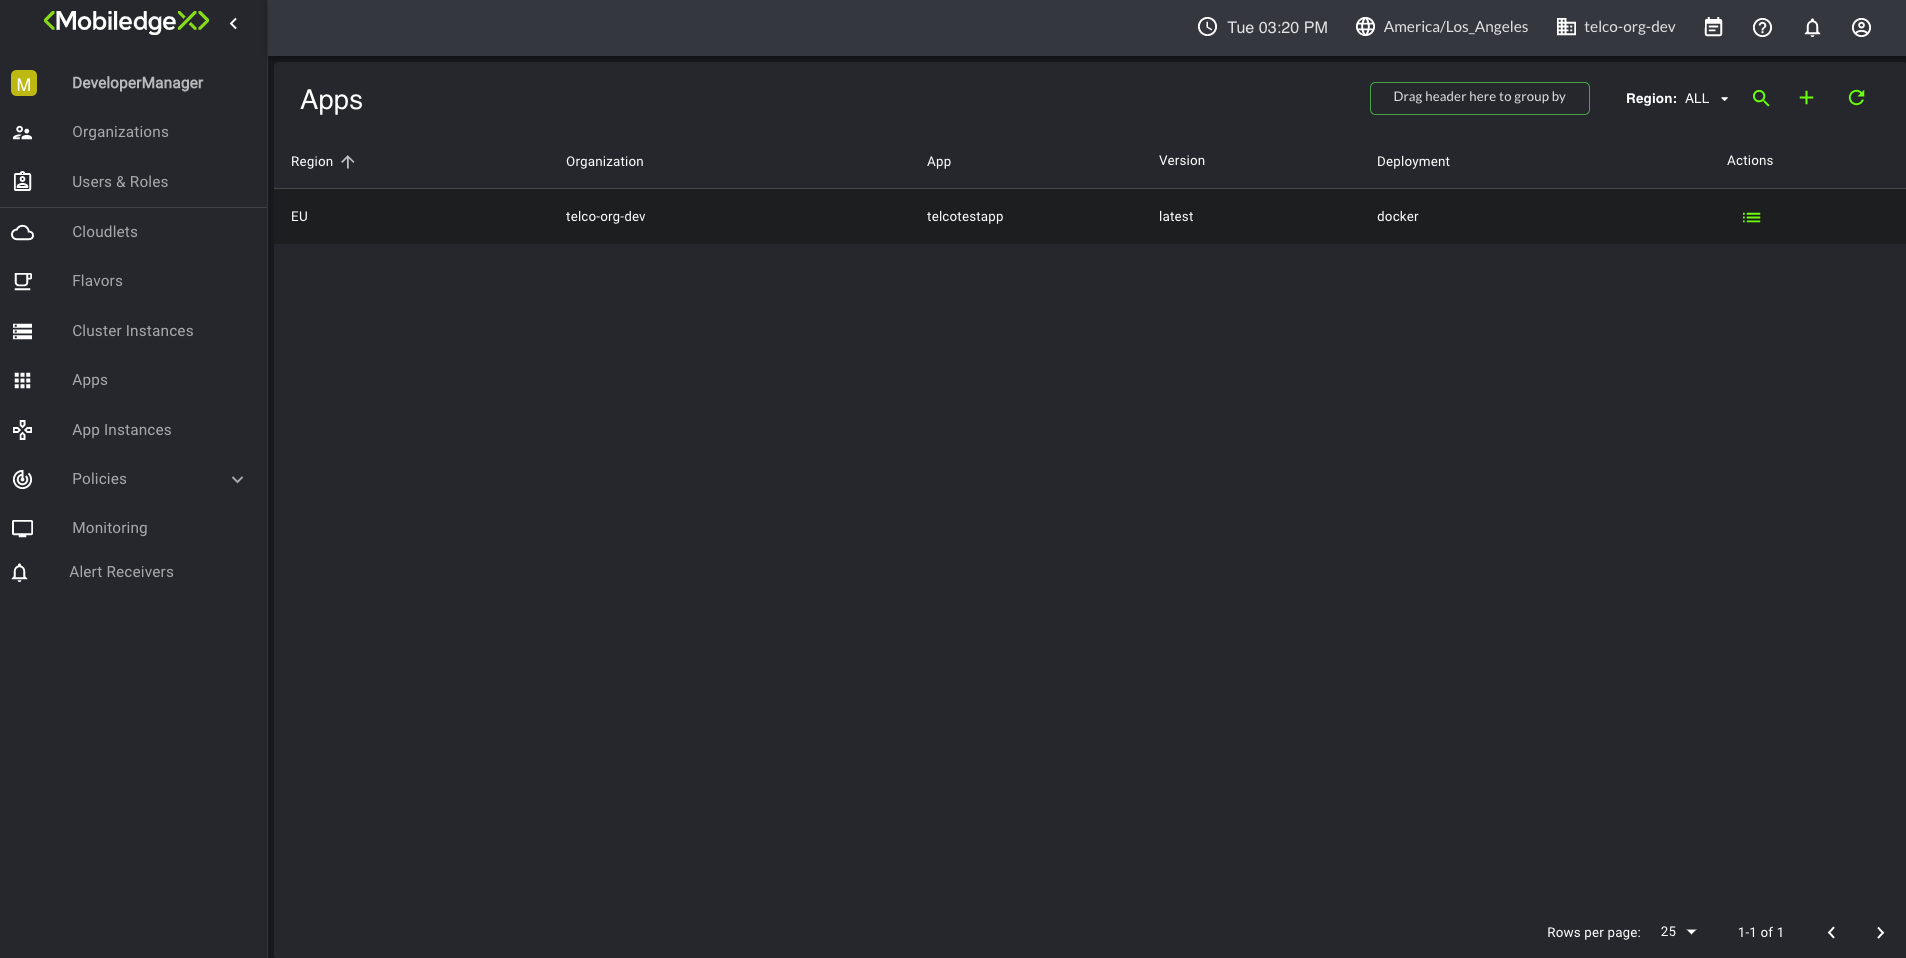 <MobiledgeX>
Tue 03:20 PM America/Los_Angeles telco-org-dev
M DeveloperManager
Organizations
Users & Roles
Cloudlets
Flavors
Cluster Instances
Apps
App Instances
Policies
Monitoring
Alert Receivers
Apps
Drag header here to group by Region: ALL
Region Organization App Version Deployment Actions
EU telco-org-dev telcotestapp latest docker
Rows per page: 25 1-1 of 1